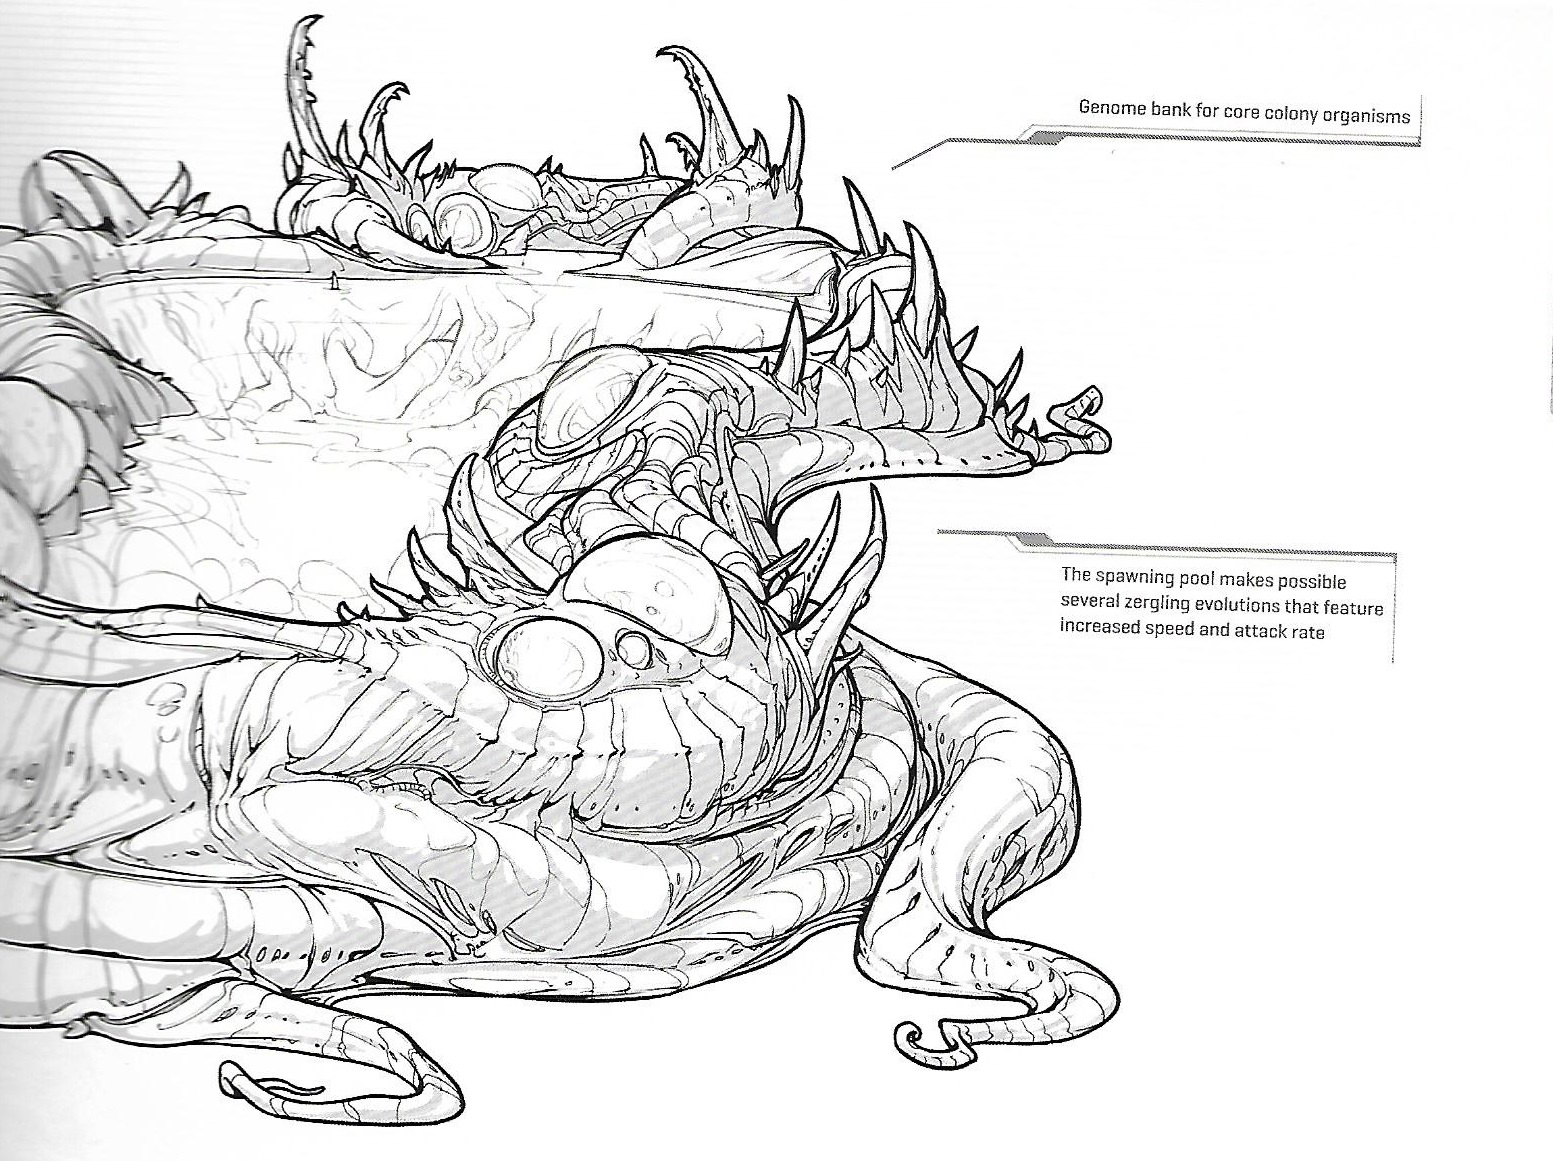 Genome bank for core colony organisms
The spawning pool makes possible
several zergling evolutions that feature
increased speed and attack rate